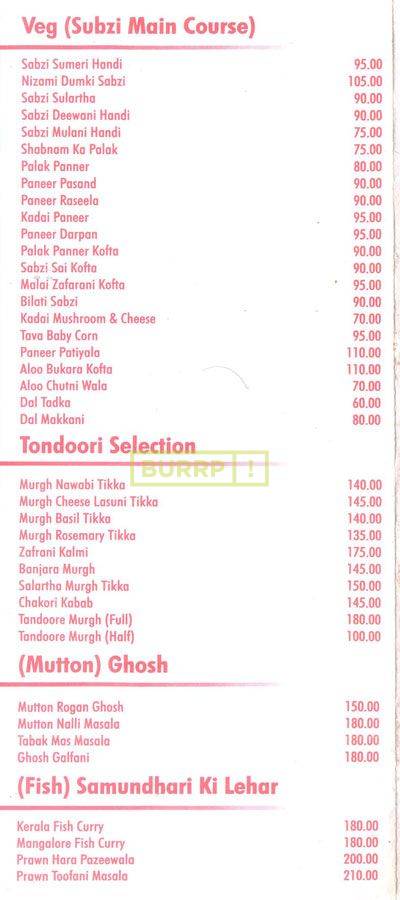 Veg (Subzi Main Course)
Sabzi Sumeri Handi 95.00
Nizami Dumki Sabzi 105.00
Sabzi Sulartha 90.00
Sabzi Deewani Handi 90.00
Sabzi Mulani Handi 75.00
Shabnam Ka Palak 75.00
Palak Panner 80.00
Paneer Pasand 90.00
Paneer Raseela 90.00
Kadai Paneer 95.00
Paneer Darpan 95.00
Palak Panner Kofta 90.00
Sabzi Sai Kofta 90.00
Malai Zafarani Kofta 95.00
Bilati Sabzi 90.00
Kadai Mushroom & Cheese 70.00
Tava Baby Corn 95.00
Paneer Patiyala 110.00
Aloo Bukara Kofta 110.00
Aloo Chutni Wala 70.00
Dal Tadka 60.00
Dal Makkani 80.00
Tondoori Selection
BURRP!
Murgh Nawabi Tikka 140.00
Murgh Cheese Lasuni Tikka 145.00
Murgh Basil Tikka 140.00
Murgh Rosemary Tikka 135.00
Zafrani Kalmi 175.00
Banjara Murgh 145.00
Salartha Murgh Tikka 150.00
Chakori Kabab 145.00
Tandoore Murgh (Full) 180.00
Tandoore Murgh (Half) 100.00
(Mutton) Ghosh
Mutton Rogan Ghosh 150.00
Mutton Nalli Masala 180.00
Tabak Mas Masala 180.00
Ghosh Galfani 180.00
(Fish) Samundhari Ki Lehar
Kerala Fish Curry 180.00
Mangalore Fish Curry 180.00
Prawn Hara Pazeewala 200.00
Prawn Toofani Masala 210.00